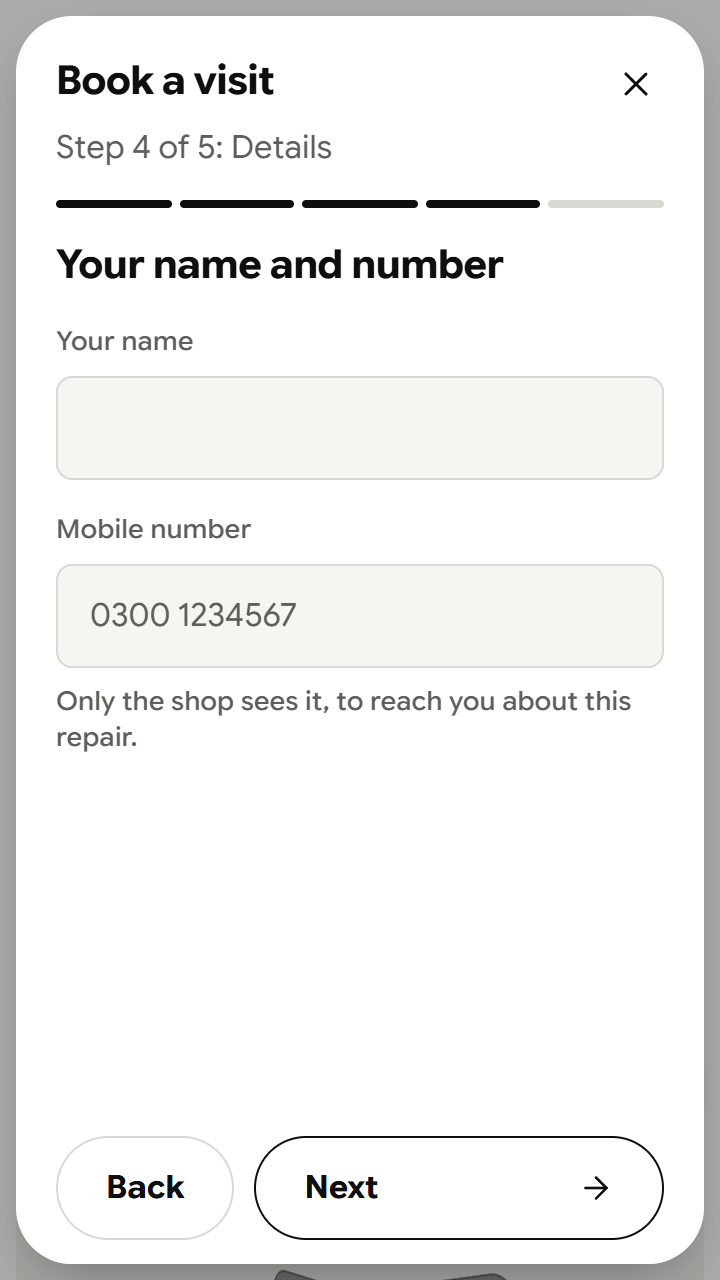 Book a visit
Step 4 of 5: Details
Your name and number
Your name
Mobile number
0300 1234567
Only the shop sees it, to reach you about this
repair.
Back
Next